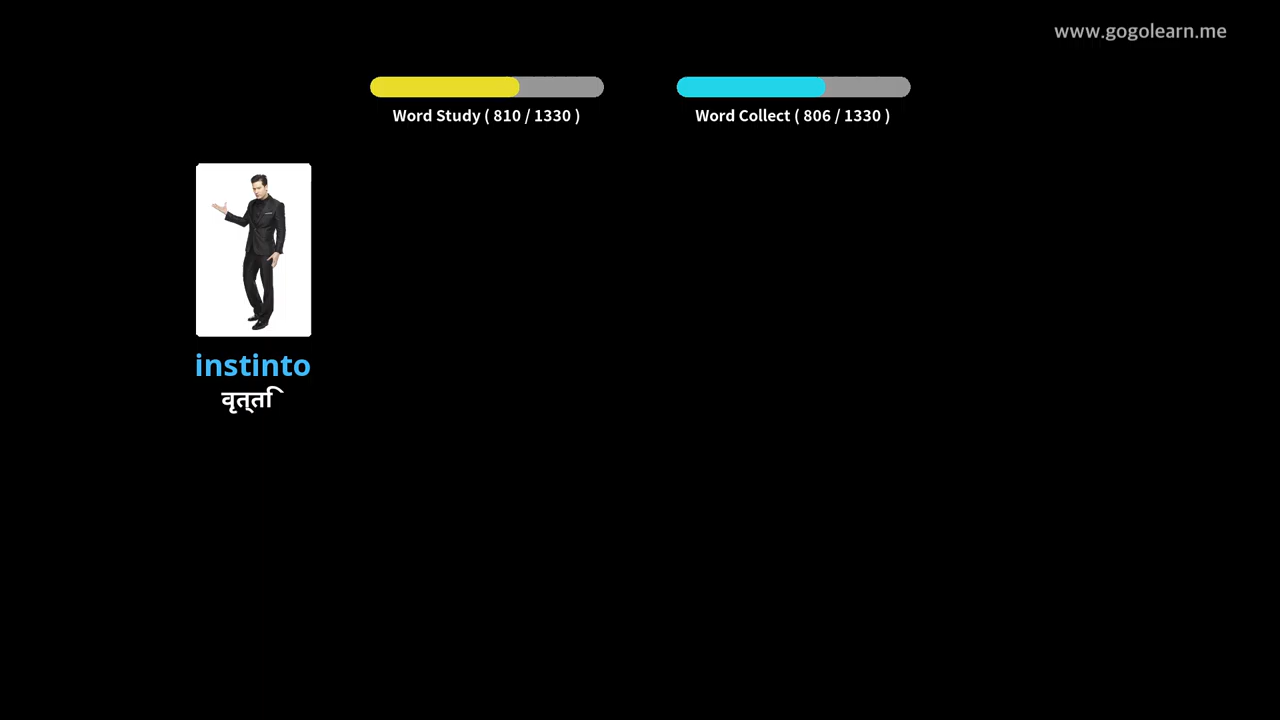 www.gogolearn.me
Word Study ( 810 / 1330 )
Word Collect ( 806 / 1330 )
instinto
वृत्ति